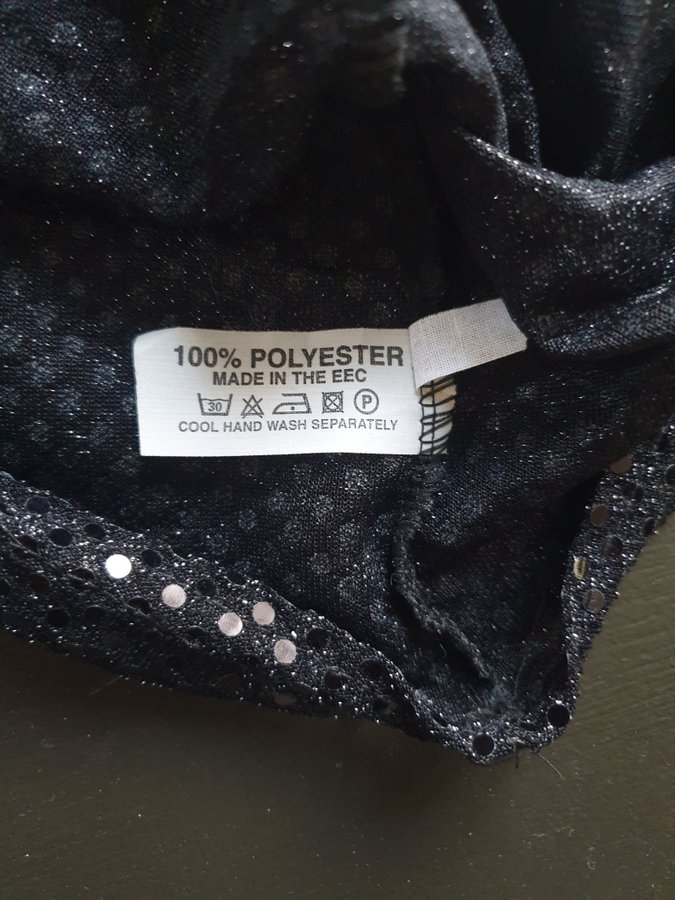 100% POLYESTER
MADE IN THE EEC
30 P
COOL HAND WASH SEPARATELY